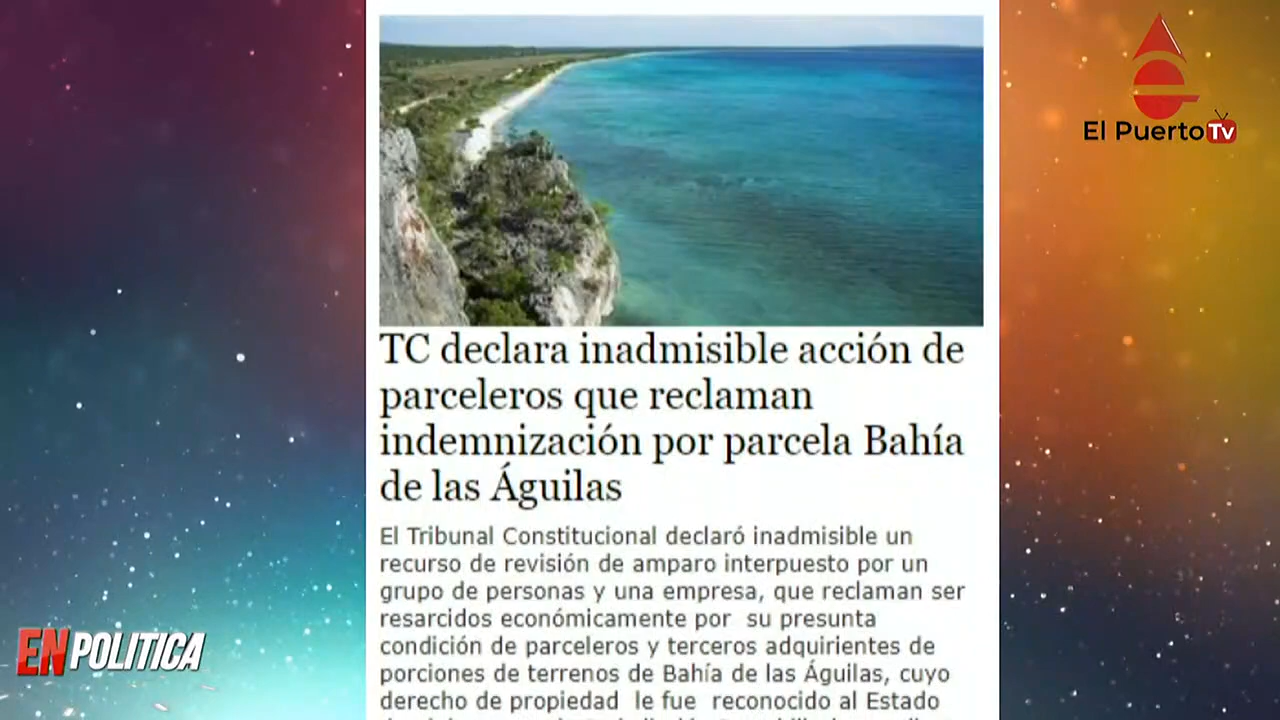 El Puerto Tv
TC declara inadmisible acción de
parceleros que reclaman
indemnización por parcela Bahía
de las Águilas
El Tribunal Constitucional declaró inadmisible un
recurso de revisión de amparo interpuesto por un
grupo de personas y una empresa, que reclaman ser
resarcidos económicamente por su presunta
condición de parceleros y terceros adquirientes de
porciones de terrenos de Bahía de las Águilas, cuyo
derecho de propiedad le fue reconocido al Estado
EN POLITICA